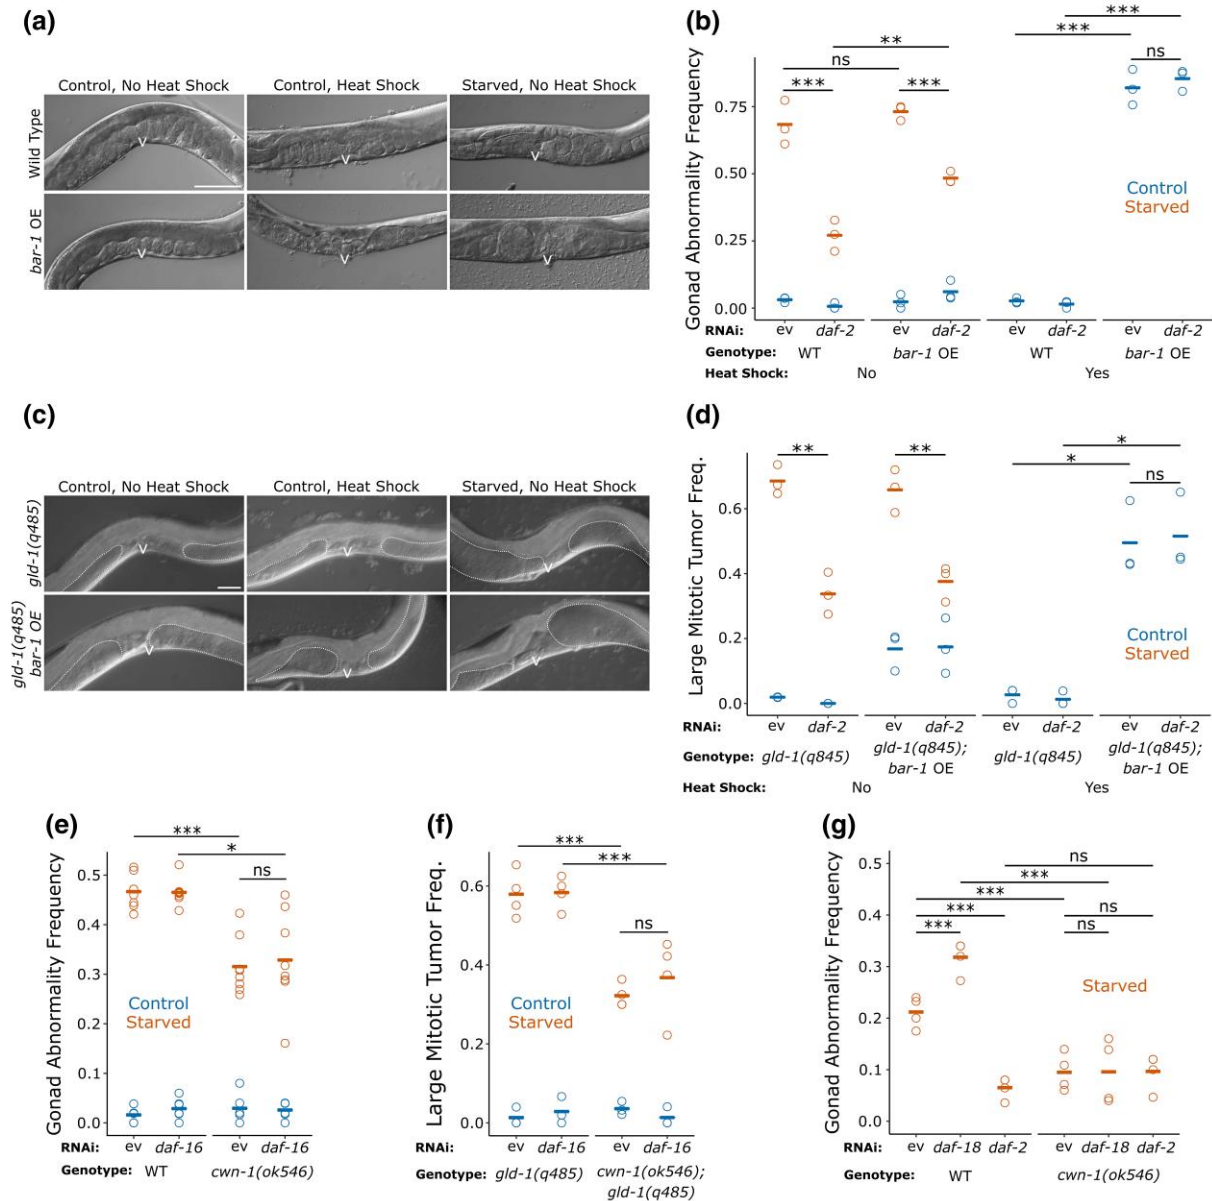 (a)
Control, No Heat Shock
Control, Heat Shock
Starved, No Heat Shock
Wild Type
bar-1 OE
V
V
V
V
V
V
(b)
Gonad Abnormality Frequency
0.75
0.50
0.25
0.00
***
ns
***
**
***
***
ns
Control
Starved
RNAi: ev daf-2 ev daf-2 ev daf-2 ev daf-2
Genotype: WT bar-1 OE WT bar-1 OE
Heat Shock: No Yes
(c)
Control, No Heat Shock
Control, Heat Shock
Starved, No Heat Shock
gld-1(q485)
gld-1(q485)
bar-1 OE
V
V
V
V
V
V
(d)
Large Mitotic Tumor Freq.
0.6
0.4
0.2
0.0
**
**
*
*
ns
Control
Starved
RNAi: ev daf-2 ev daf-2 ev daf-2 ev daf-2
Genotype: gld-1(q845) gld-1(q845); gld-1(q845) gld-1(q845);
bar-1 OE bar-1 OE
Heat Shock: No Yes
(e)
Gonad Abnormality Frequency
0.5
0.4
0.3
0.2
0.1
0.0
***
*
ns
Control
Starved
RNAi: ev daf-16 ev daf-16
Genotype: WT cwn-1(ok546)
(f)
Large Mitotic Tumor Freq.
0.6
0.4
0.2
0.0
***
***
ns
Control
Starved
RNAi: ev daf-16 ev daf-16
Genotype: gld-1(q485) cwn-1(ok546);
gld-1(q485)
(g)
Gonad Abnormality Frequency
0.5
0.4
0.3
0.2
0.1
0.0
ns
***
***
***
ns
***
ns
Starved
RNAi: ev daf-18 daf-2 ev daf-18 daf-2
Genotype: WT cwn-1(ok546)